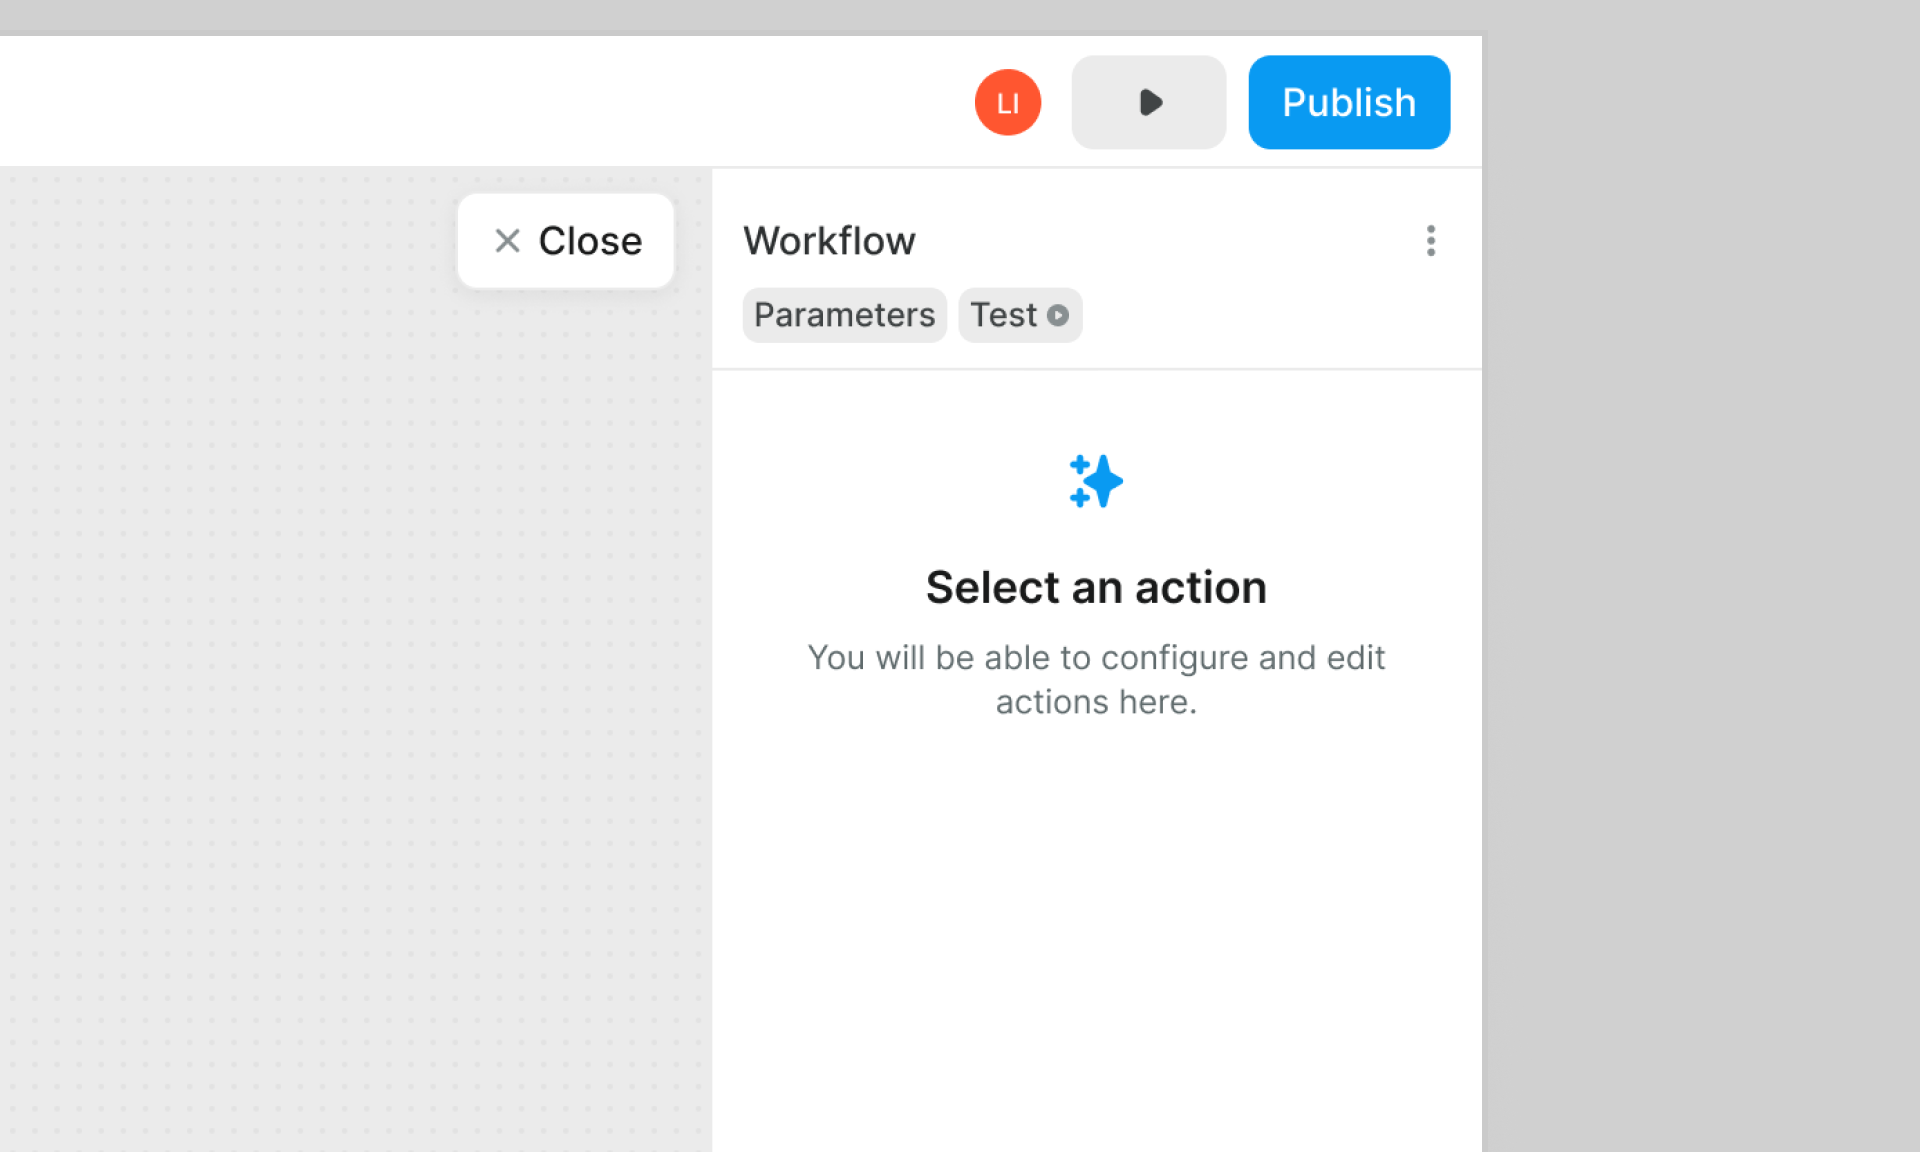 LI
Publish
Close
Workflow
Parameters Test
Select an action
You will be able to configure and edit
actions here.